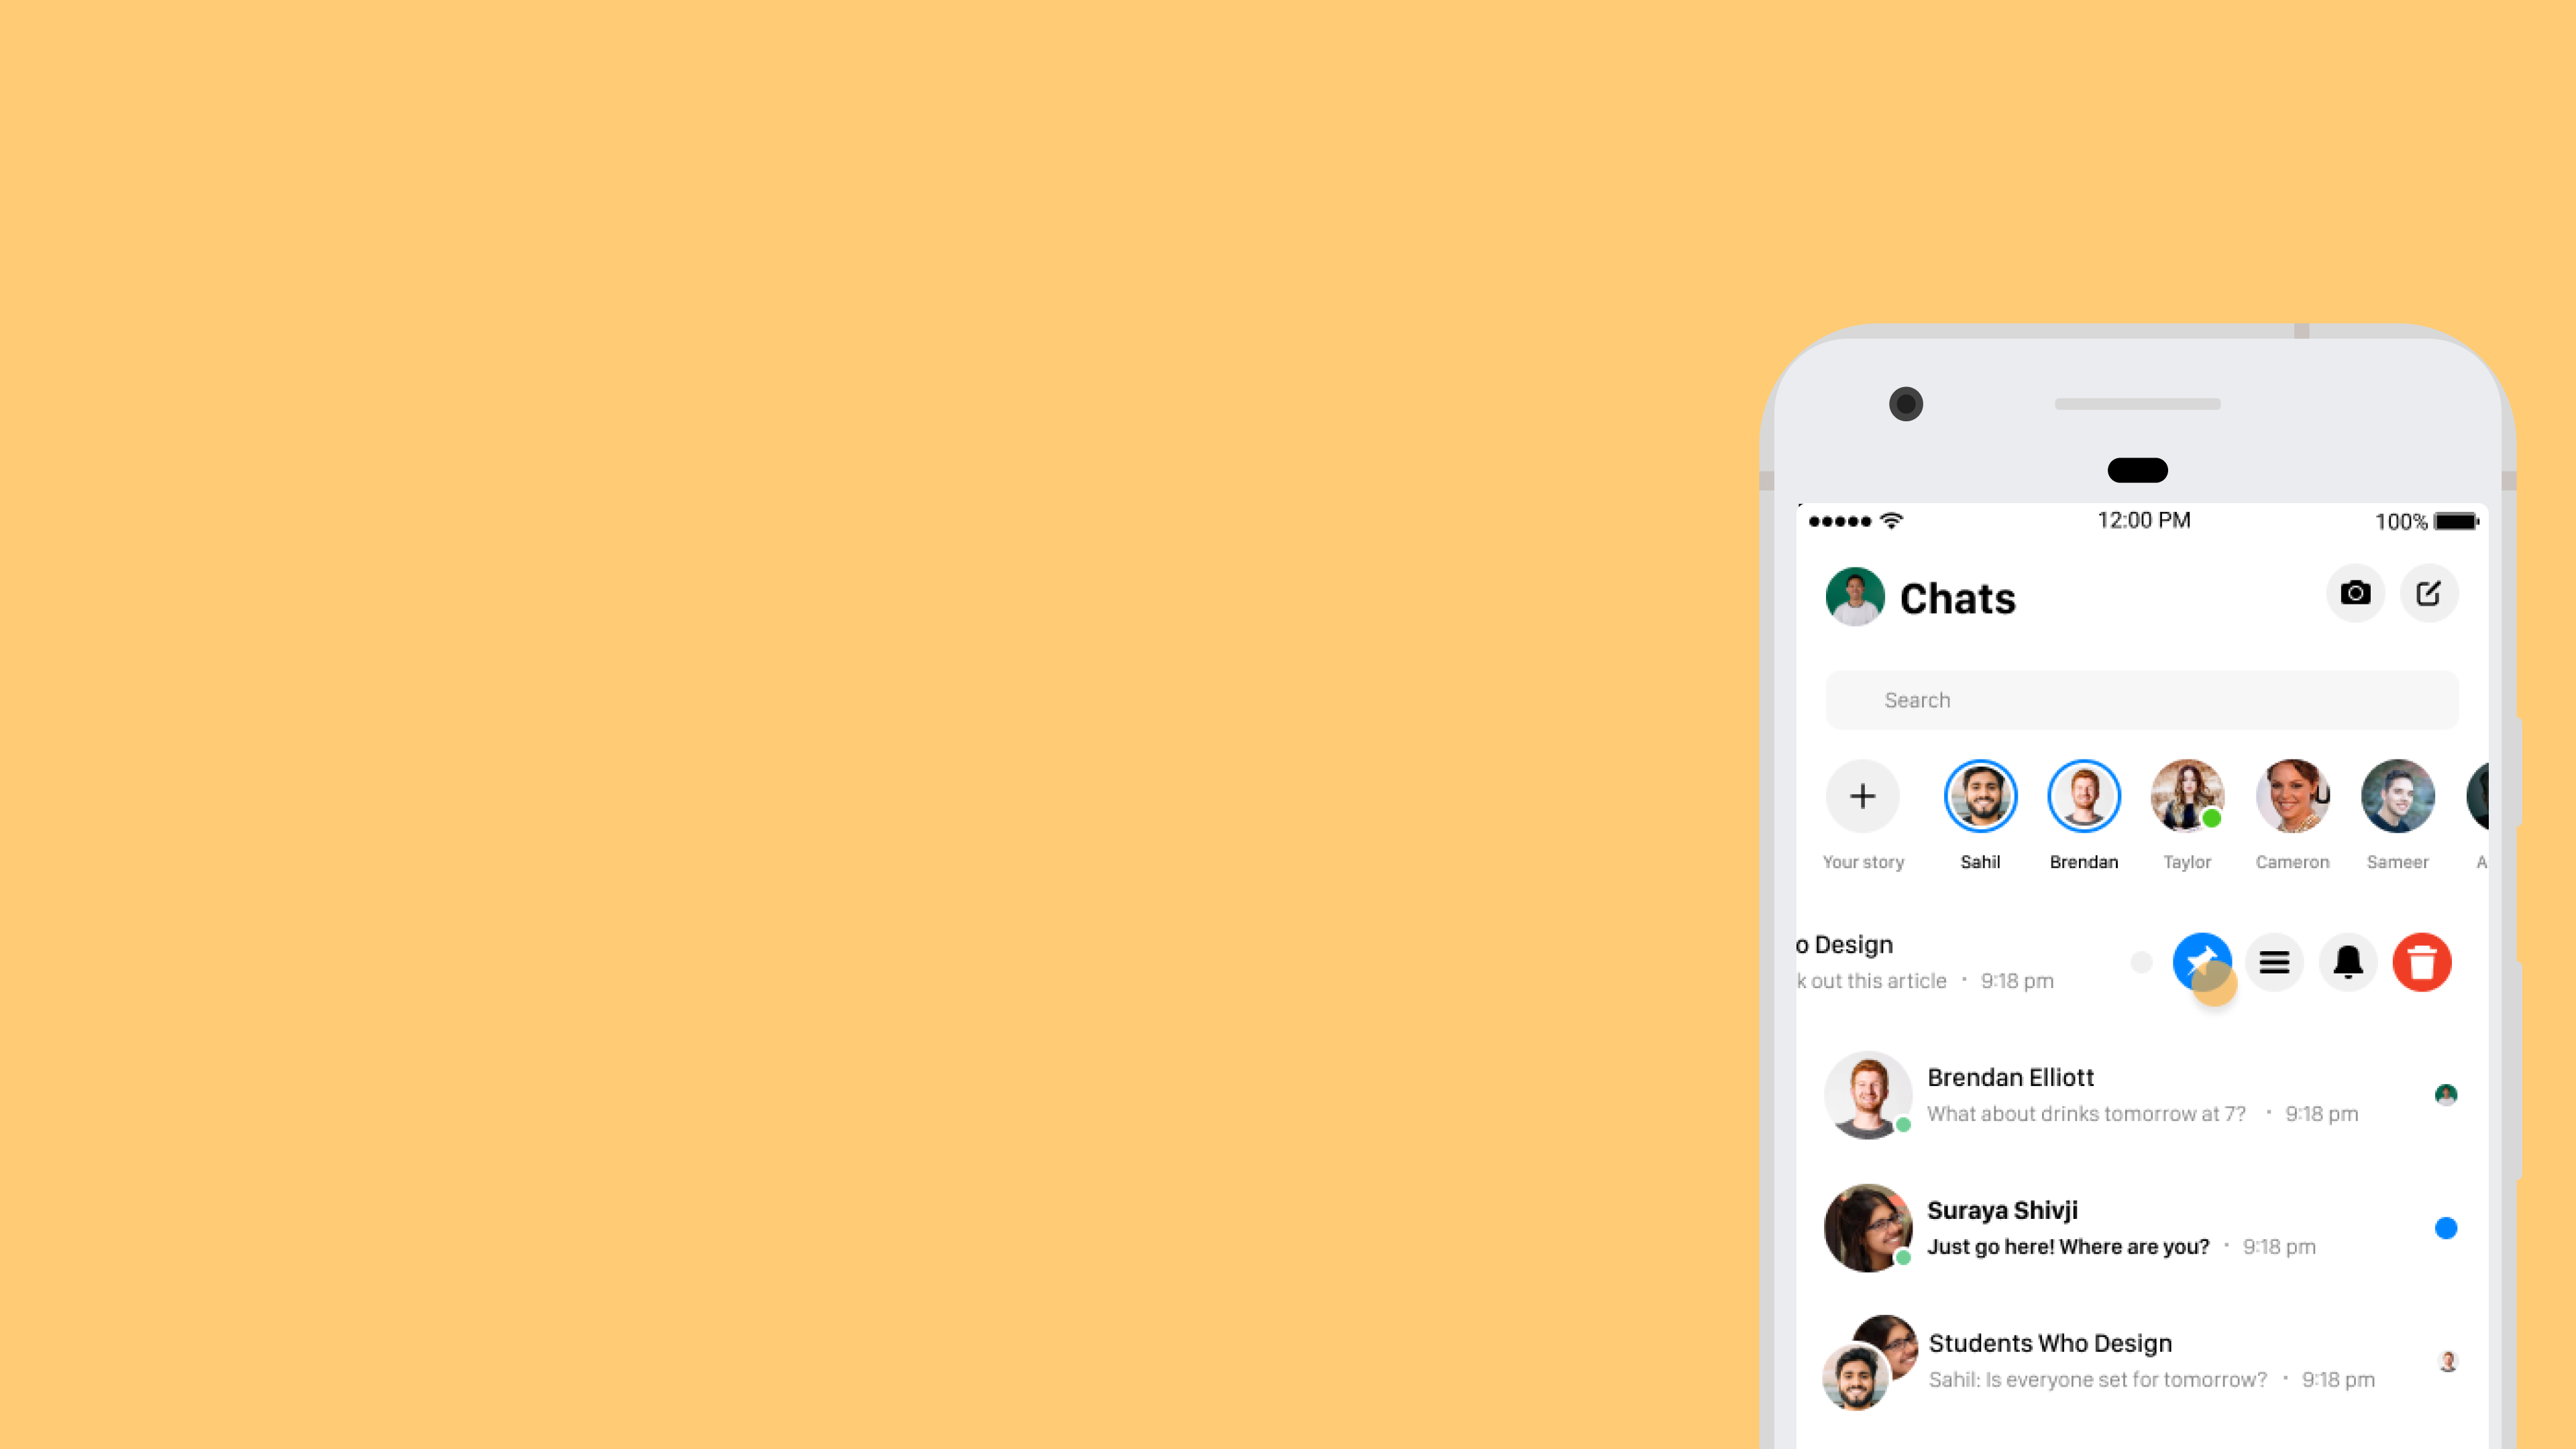 12:00 PM
100%
Chats
Search
Your story
Sahil
Brendan
Taylor
Cameron
Sameer
A
o Design
k out this article · 9:18 pm
Brendan Elliott
What about drinks tomorrow at 7? · 9:18 pm
Suraya Shivji
Just go here! Where are you? · 9:18 pm
Students Who Design
Sahil: Is everyone set for tomorrow? · 9:18 pm